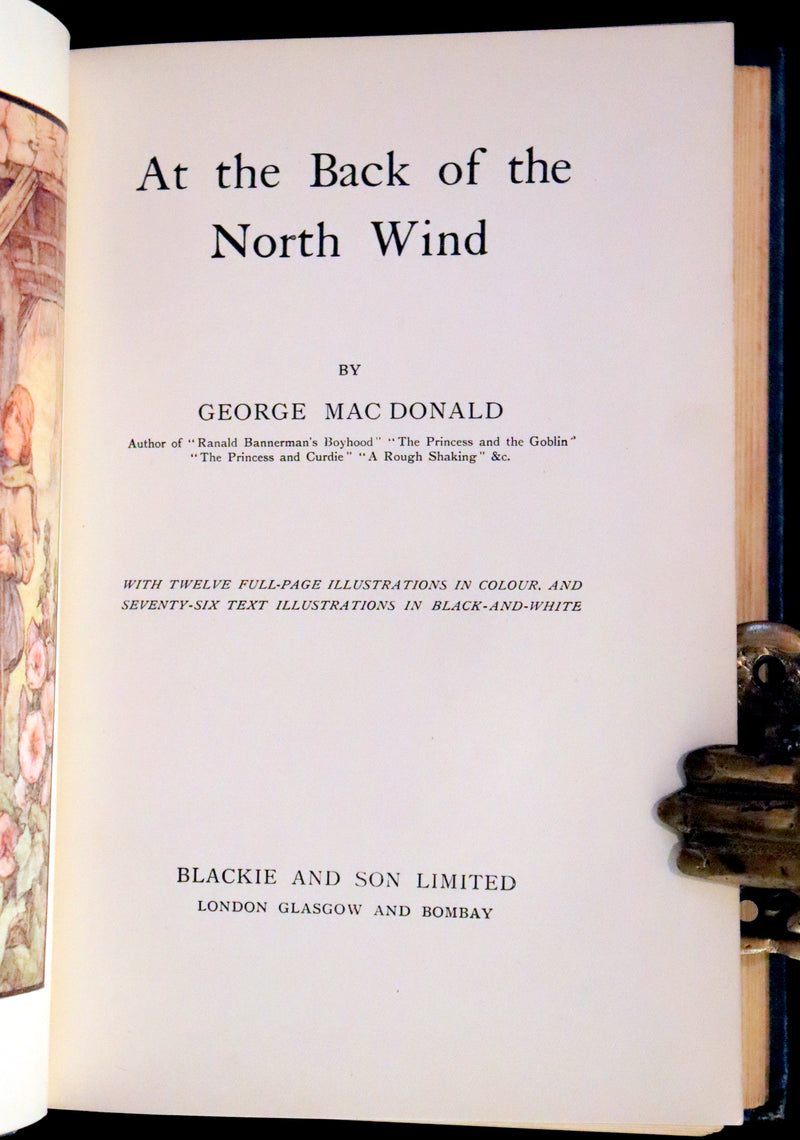 At the Back of the
North Wind
BY
GEORGE MAC DONALD
Author of "Ranald Bannerman's Boyhood" "The Princess and the Goblin"
"The Princess and Curdie" "A Rough Shaking" &c.
WITH TWELVE FULL-PAGE ILLUSTRATIONS IN COLOUR, AND
SEVENTY-SIX TEXT ILLUSTRATIONS IN BLACK-AND-WHITE
BLACKIE AND SON LIMITED
LONDON GLASGOW AND BOMBAY